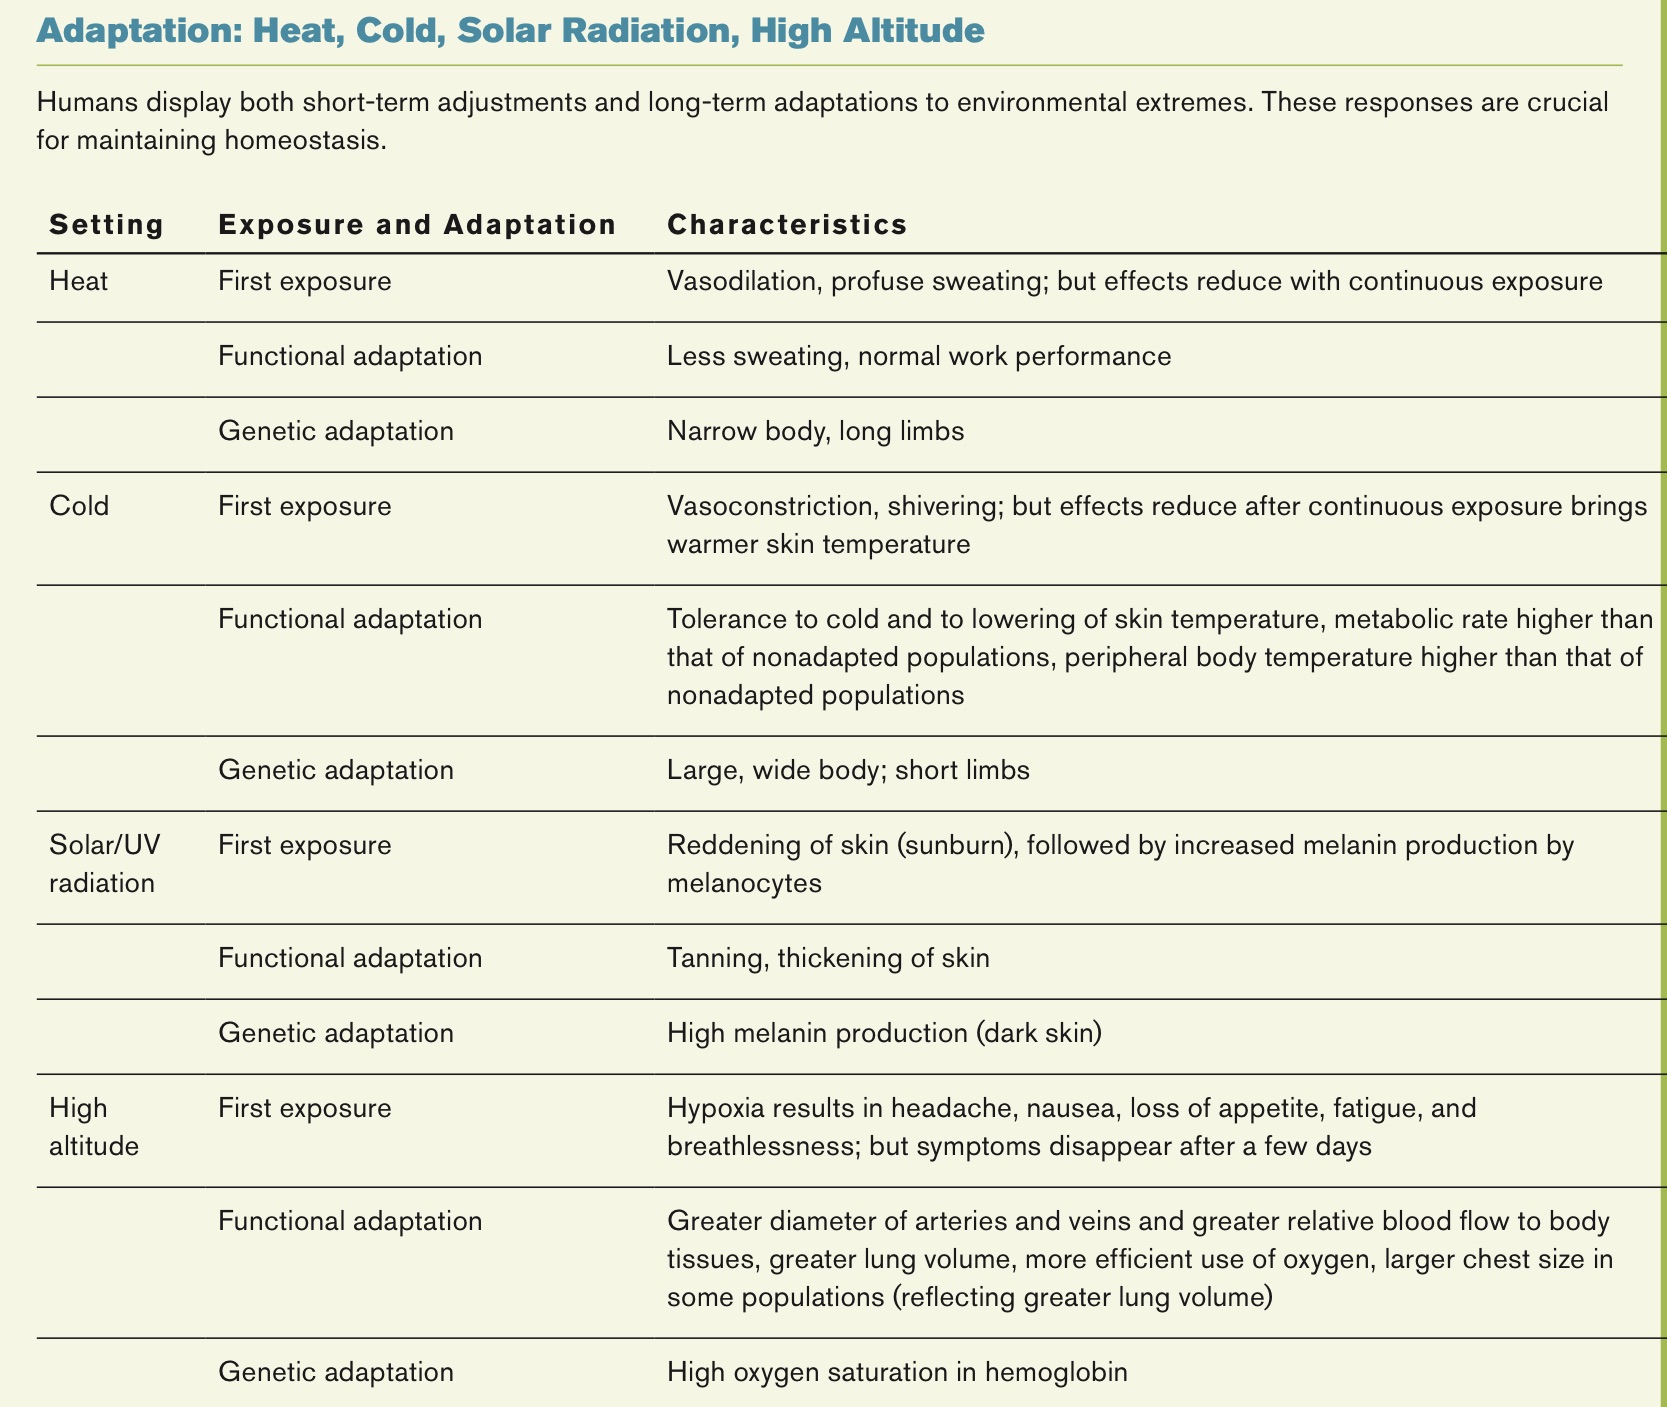 Adaptation: Heat, Cold, Solar Radiation, High Altitude
Humans display both short-term adjustments and long-term adaptations to environmental extremes. These responses are crucial
for maintaining homeostasis.
Setting Exposure and Adaptation Characteristics
Heat First exposure Vasodilation, profuse sweating; but effects reduce with continuous exposure
Functional adaptation Less sweating, normal work performance
Genetic adaptation Narrow body, long limbs
Cold First exposure Vasoconstriction, shivering; but effects reduce after continuous exposure brings
warmer skin temperature
Functional adaptation Tolerance to cold and to lowering of skin temperature, metabolic rate higher than
that of nonadapted populations, peripheral body temperature higher than that of
nonadapted populations
Genetic adaptation Large, wide body; short limbs
Solar/UV First exposure Reddening of skin (sunburn), followed by increased melanin production by
radiation melanocytes
Functional adaptation Tanning, thickening of skin
Genetic adaptation High melanin production (dark skin)
High First exposure Hypoxia results in headache, nausea, loss of appetite, fatigue, and
altitude breathlessness; but symptoms disappear after a few days
Functional adaptation Greater diameter of arteries and veins and greater relative blood flow to body
tissues, greater lung volume, more efficient use of oxygen, larger chest size in
some populations (reflecting greater lung volume)
Genetic adaptation High oxygen saturation in hemoglobin